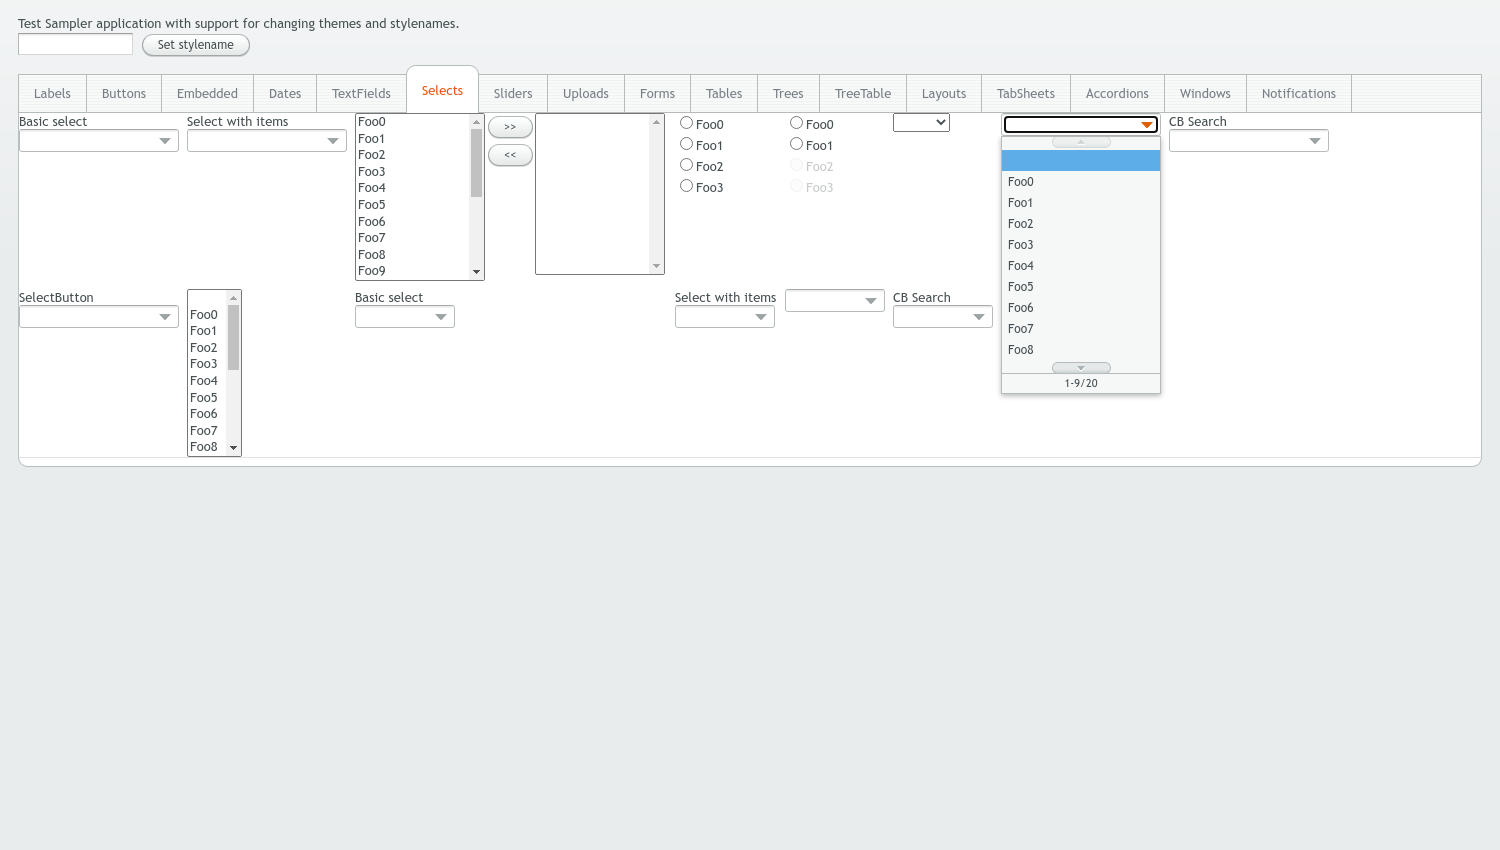 Test Sampler application with support for changing themes and stylenames.
Set stylename
Labels
Buttons
Embedded
Dates
TextFields
Selects
Sliders
Uploads
Forms
Tables
Trees
TreeTable
Layouts
TabSheets
Accordions
Windows
Notifications
Basic select
Select with items
Foo0
Foo1
Foo2
Foo3
Foo4
Foo5
Foo6
Foo7
Foo8
Foo9
>>
<<
Foo0
Foo1
Foo2
Foo3
Foo0
Foo1
Foo2
Foo3
Foo0
Foo1
Foo2
Foo3
Foo4
Foo5
Foo6
Foo7
Foo8
1-9/20
CB Search
SelectButton
Foo0
Foo1
Foo2
Foo3
Foo4
Foo5
Foo6
Foo7
Foo8
Basic select
Select with items
CB Search